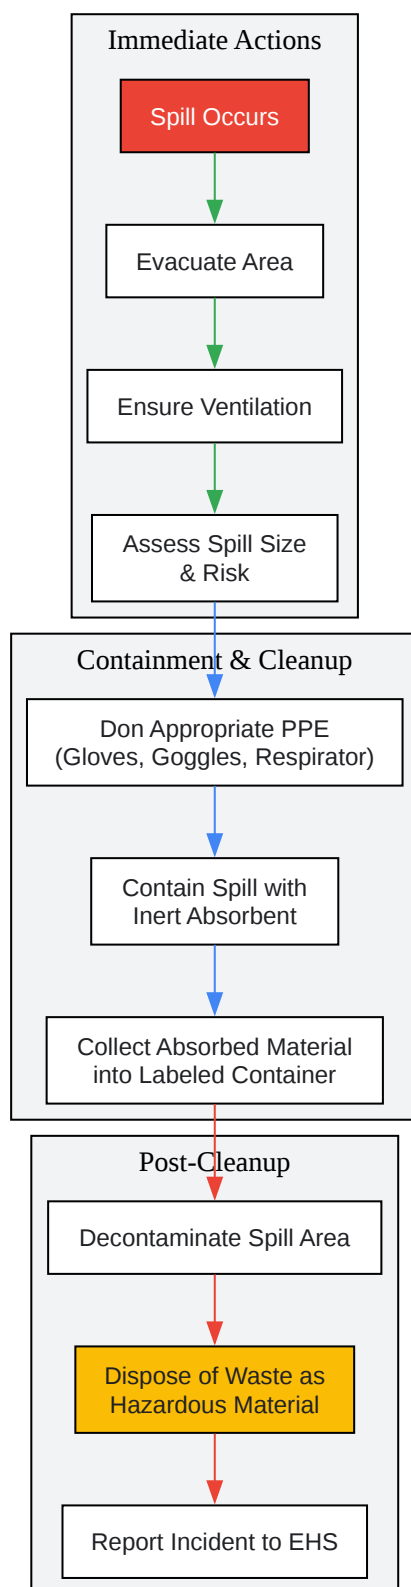 Immediate Actions
Spill Occurs
Evacuate Area
Ensure Ventilation
Assess Spill Size
& Risk
Containment & Cleanup
Don Appropriate PPE
(Gloves, Goggles, Respirator)
Contain Spill with
Inert Absorbent
Collect Absorbed Material
into Labeled Container
Post-Cleanup
Decontaminate Spill Area
Dispose of Waste as
Hazardous Material
Report Incident to EHS